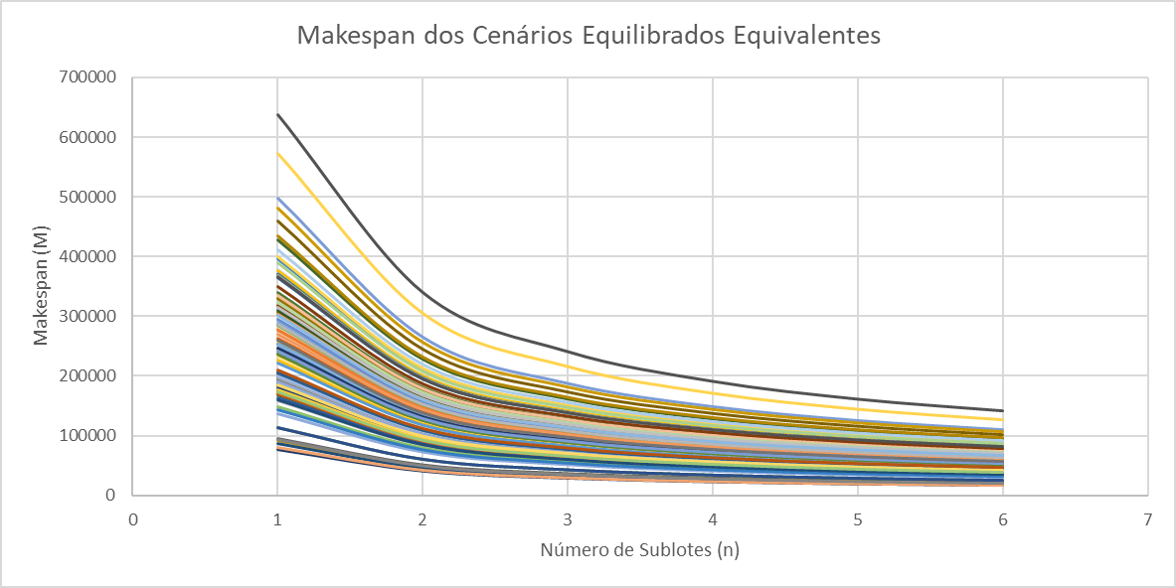 Makespan dos Cenários Equilibrados Equivalentes
700000
600000
500000
400000
300000
200000
100000
0
Makespan (M)
0 1 2 3 4 5 6 7
Número de Sublotes (n)